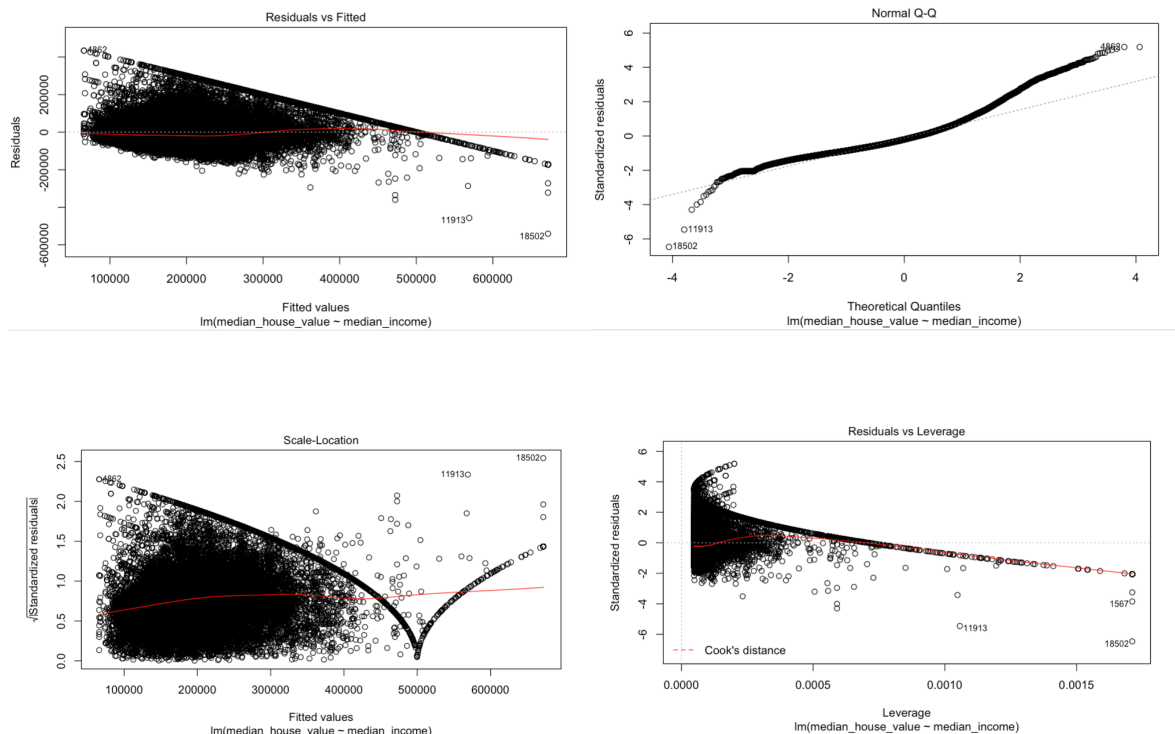 Residuals vs Fitted
Residuals
200000
0
-200000
-600000
4862
11913
18502
100000 200000 300000 400000 500000 600000
Fitted values
lm(median_house_value ~ median_income)
Normal Q-Q
Standardized residuals
6
4
2
0
-2
-4
-6
4862
11913
18502
-4 -2 0 2 4
Theoretical Quantiles
lm(median_house_value ~ median_income)
Scale-Location
√|Standardized residuals|
2.5
2.0
1.5
1.0
0.5
0.0
18502
11913
4862
100000 200000 300000 400000 500000 600000
Fitted values
lm(median_house_value ~ median_income)
Residuals vs Leverage
Standardized residuals
6
4
2
0
-2
-4
-6
1567
11913
18502
Cook's distance
0.0000 0.0005 0.0010 0.0015
Leverage
lm(median_house_value ~ median_income)